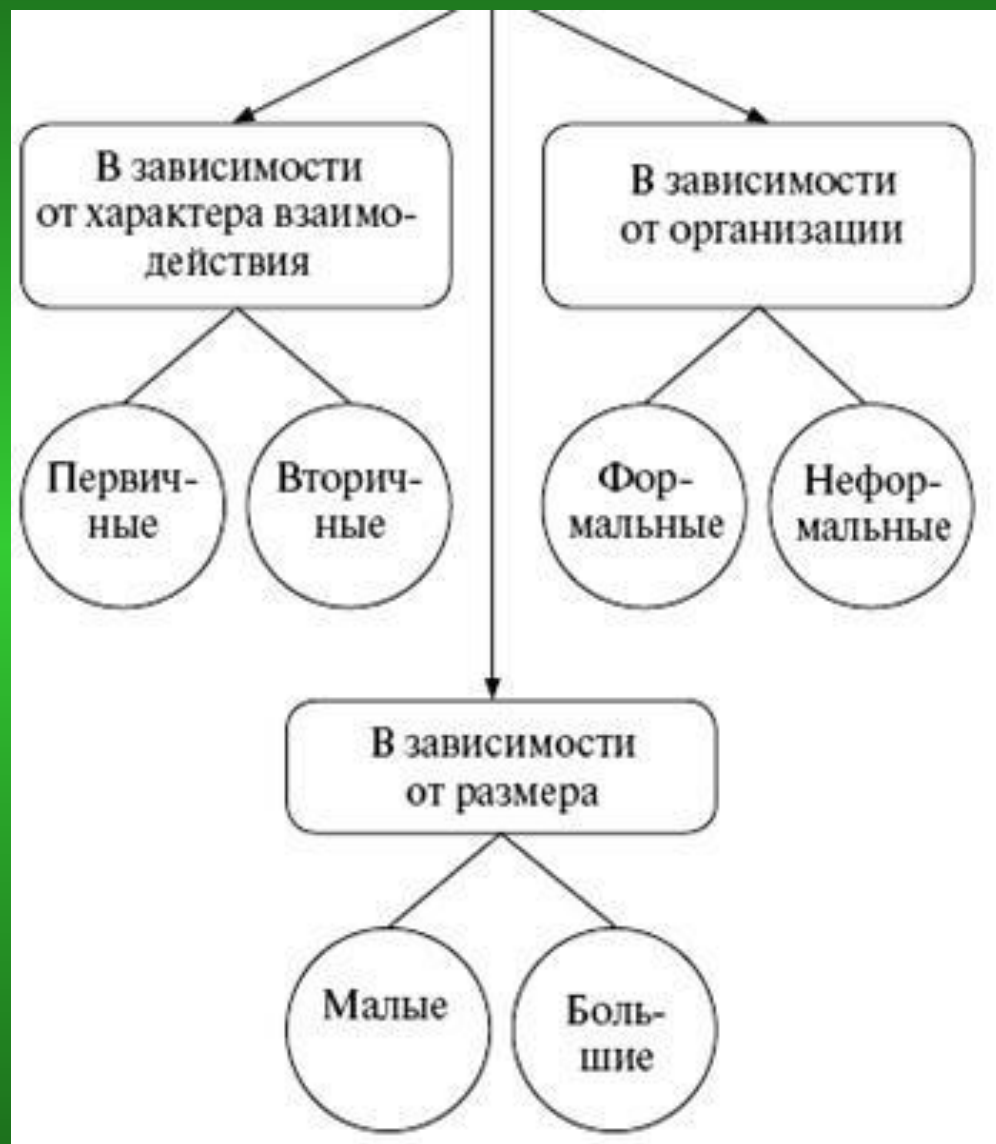 В зависимости
от характера взаимо-
действия
В зависимости
от организации
Первич-
ные
Вторич-
ные
Фор-
мальные
Нефор-
мальные
В зависимости
от размера
Малые
Боль-
шие